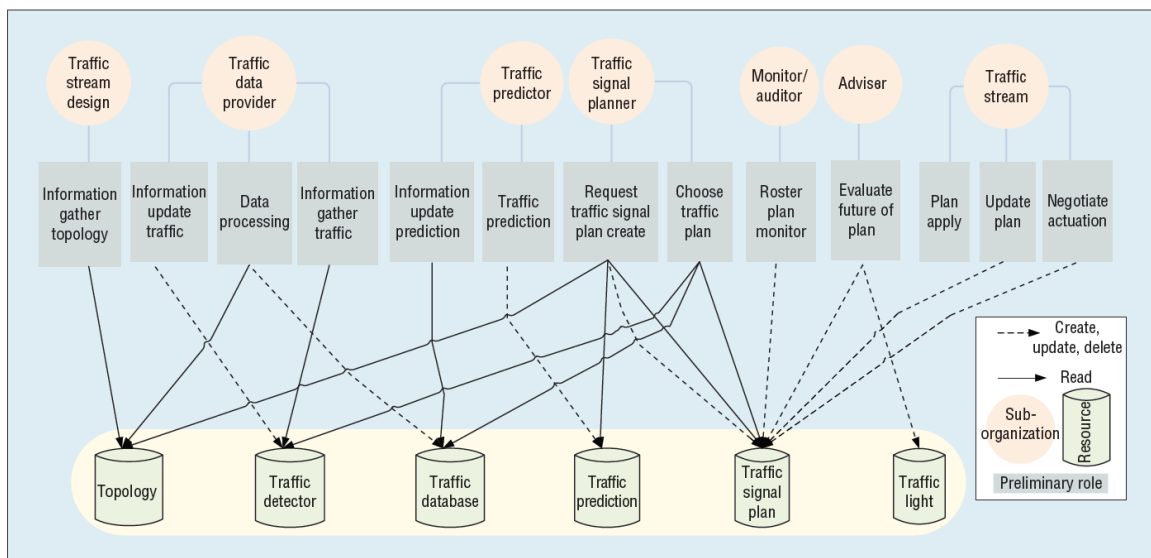 Traffic
stream
design
Traffic
data
provider
Traffic
predictor
Traffic
signal
planner
Monitor/
auditor
Adviser
Traffic
stream
Information
gather
topology
Information
update
traffic
Data
processing
Information
gather
traffic
Information
update
prediction
Traffic
prediction
Request
traffic signal
plan create
Choose
traffic
plan
Roster
plan
monitor
Evaluate
future of
plan
Plan
apply
Update
plan
Negotiate
actuation
Topology
Traffic
detector
Traffic
database
Traffic
prediction
Traffic
signal
plan
Traffic
light
Create,
update, delete
Read
Sub-
organization
Resource
Preliminary role